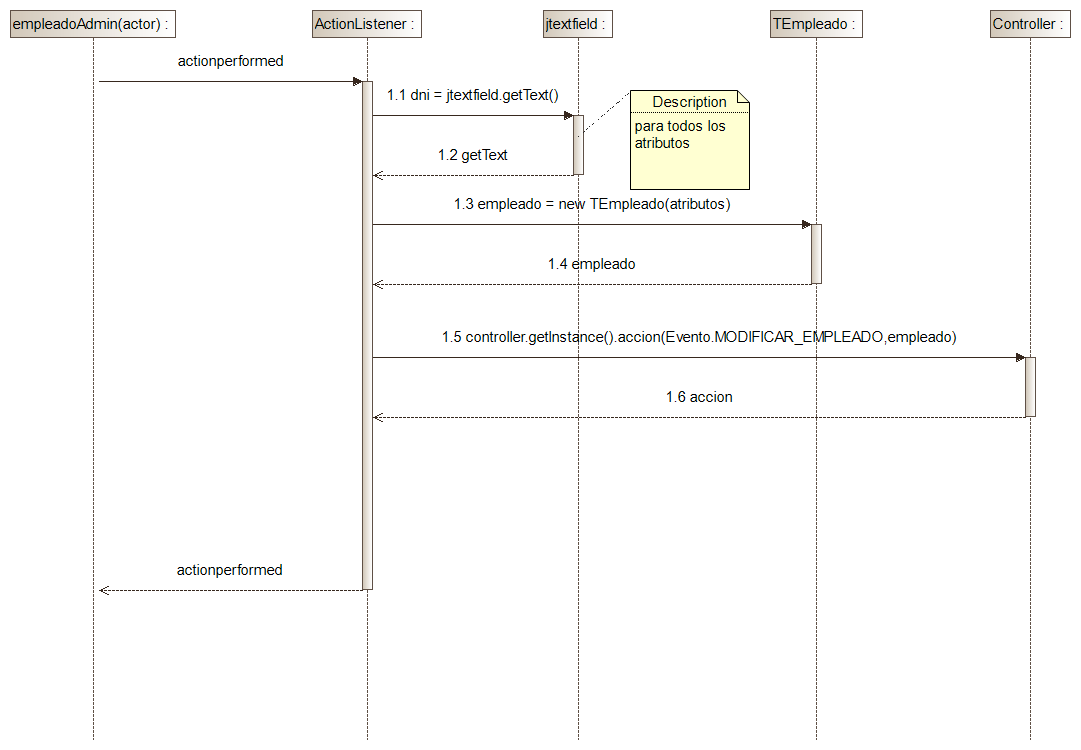 empleadoAdmin(actor) :
ActionListener :
jtextfield :
TEmpleado :
Controller :
actionperformed
1.1 dni = jtextfield.getText()
Description
para todos los
atributos
1.2 getText
1.3 empleado = new TEmpleado(atributos)
1.4 empleado
1.5 controller.getInstance().accion(Evento.MODIFICAR_EMPLEADO,empleado)
1.6 accion
actionperformed